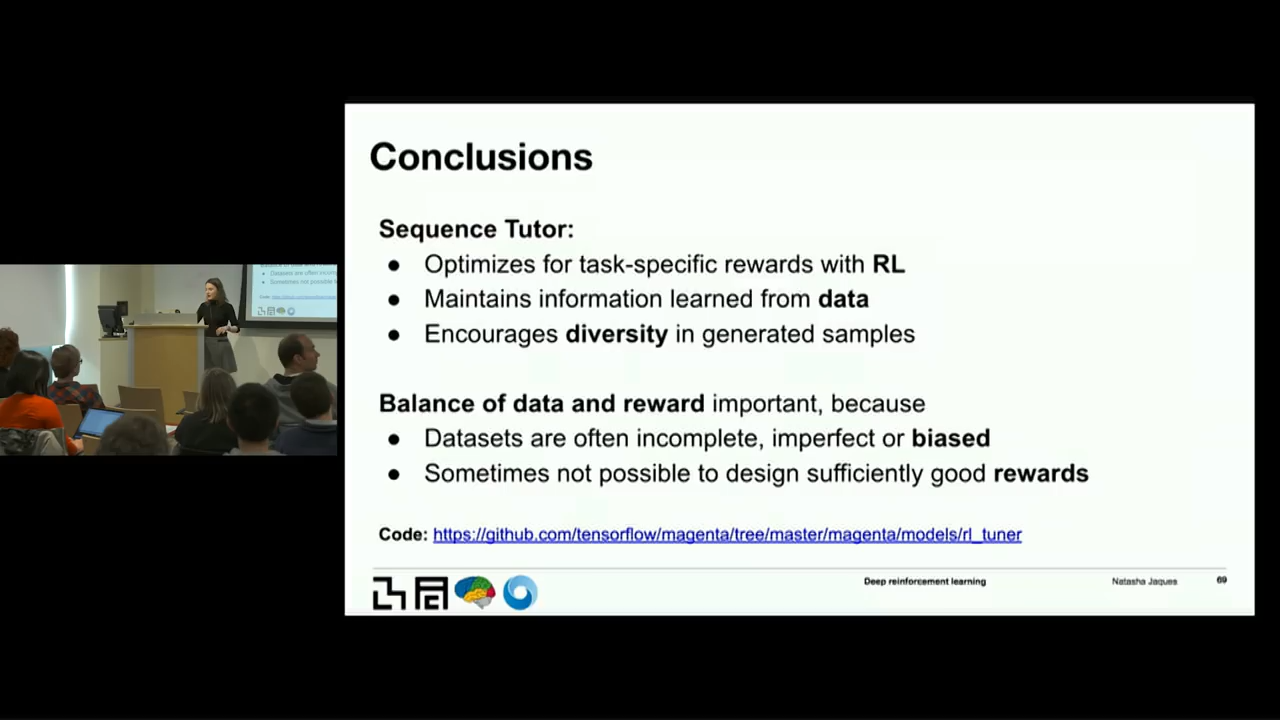 Conclusions
Sequence Tutor:
● Optimizes for task-specific rewards with RL
● Maintains information learned from data
● Encourages diversity in generated samples
Balance of data and reward important, because
● Datasets are often incomplete, imperfect or biased
● Sometimes not possible to design sufficiently good rewards
Code: https://github.com/tensorflow/magenta/tree/master/magenta/models/rl_tuner
Deep reinforcement learning Natasha Jaques 69